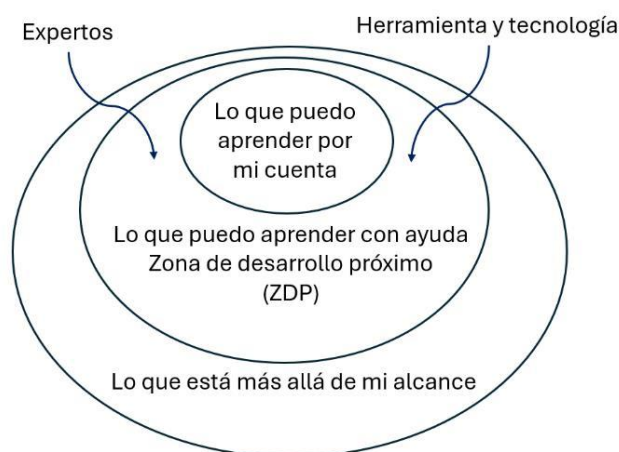 Expertos
Herramienta y tecnología
Lo que puedo
aprender por
mi cuenta
Lo que puedo aprender con ayuda
Zona de desarrollo próximo
(ZDP)
Lo que está más allá de mi alcance